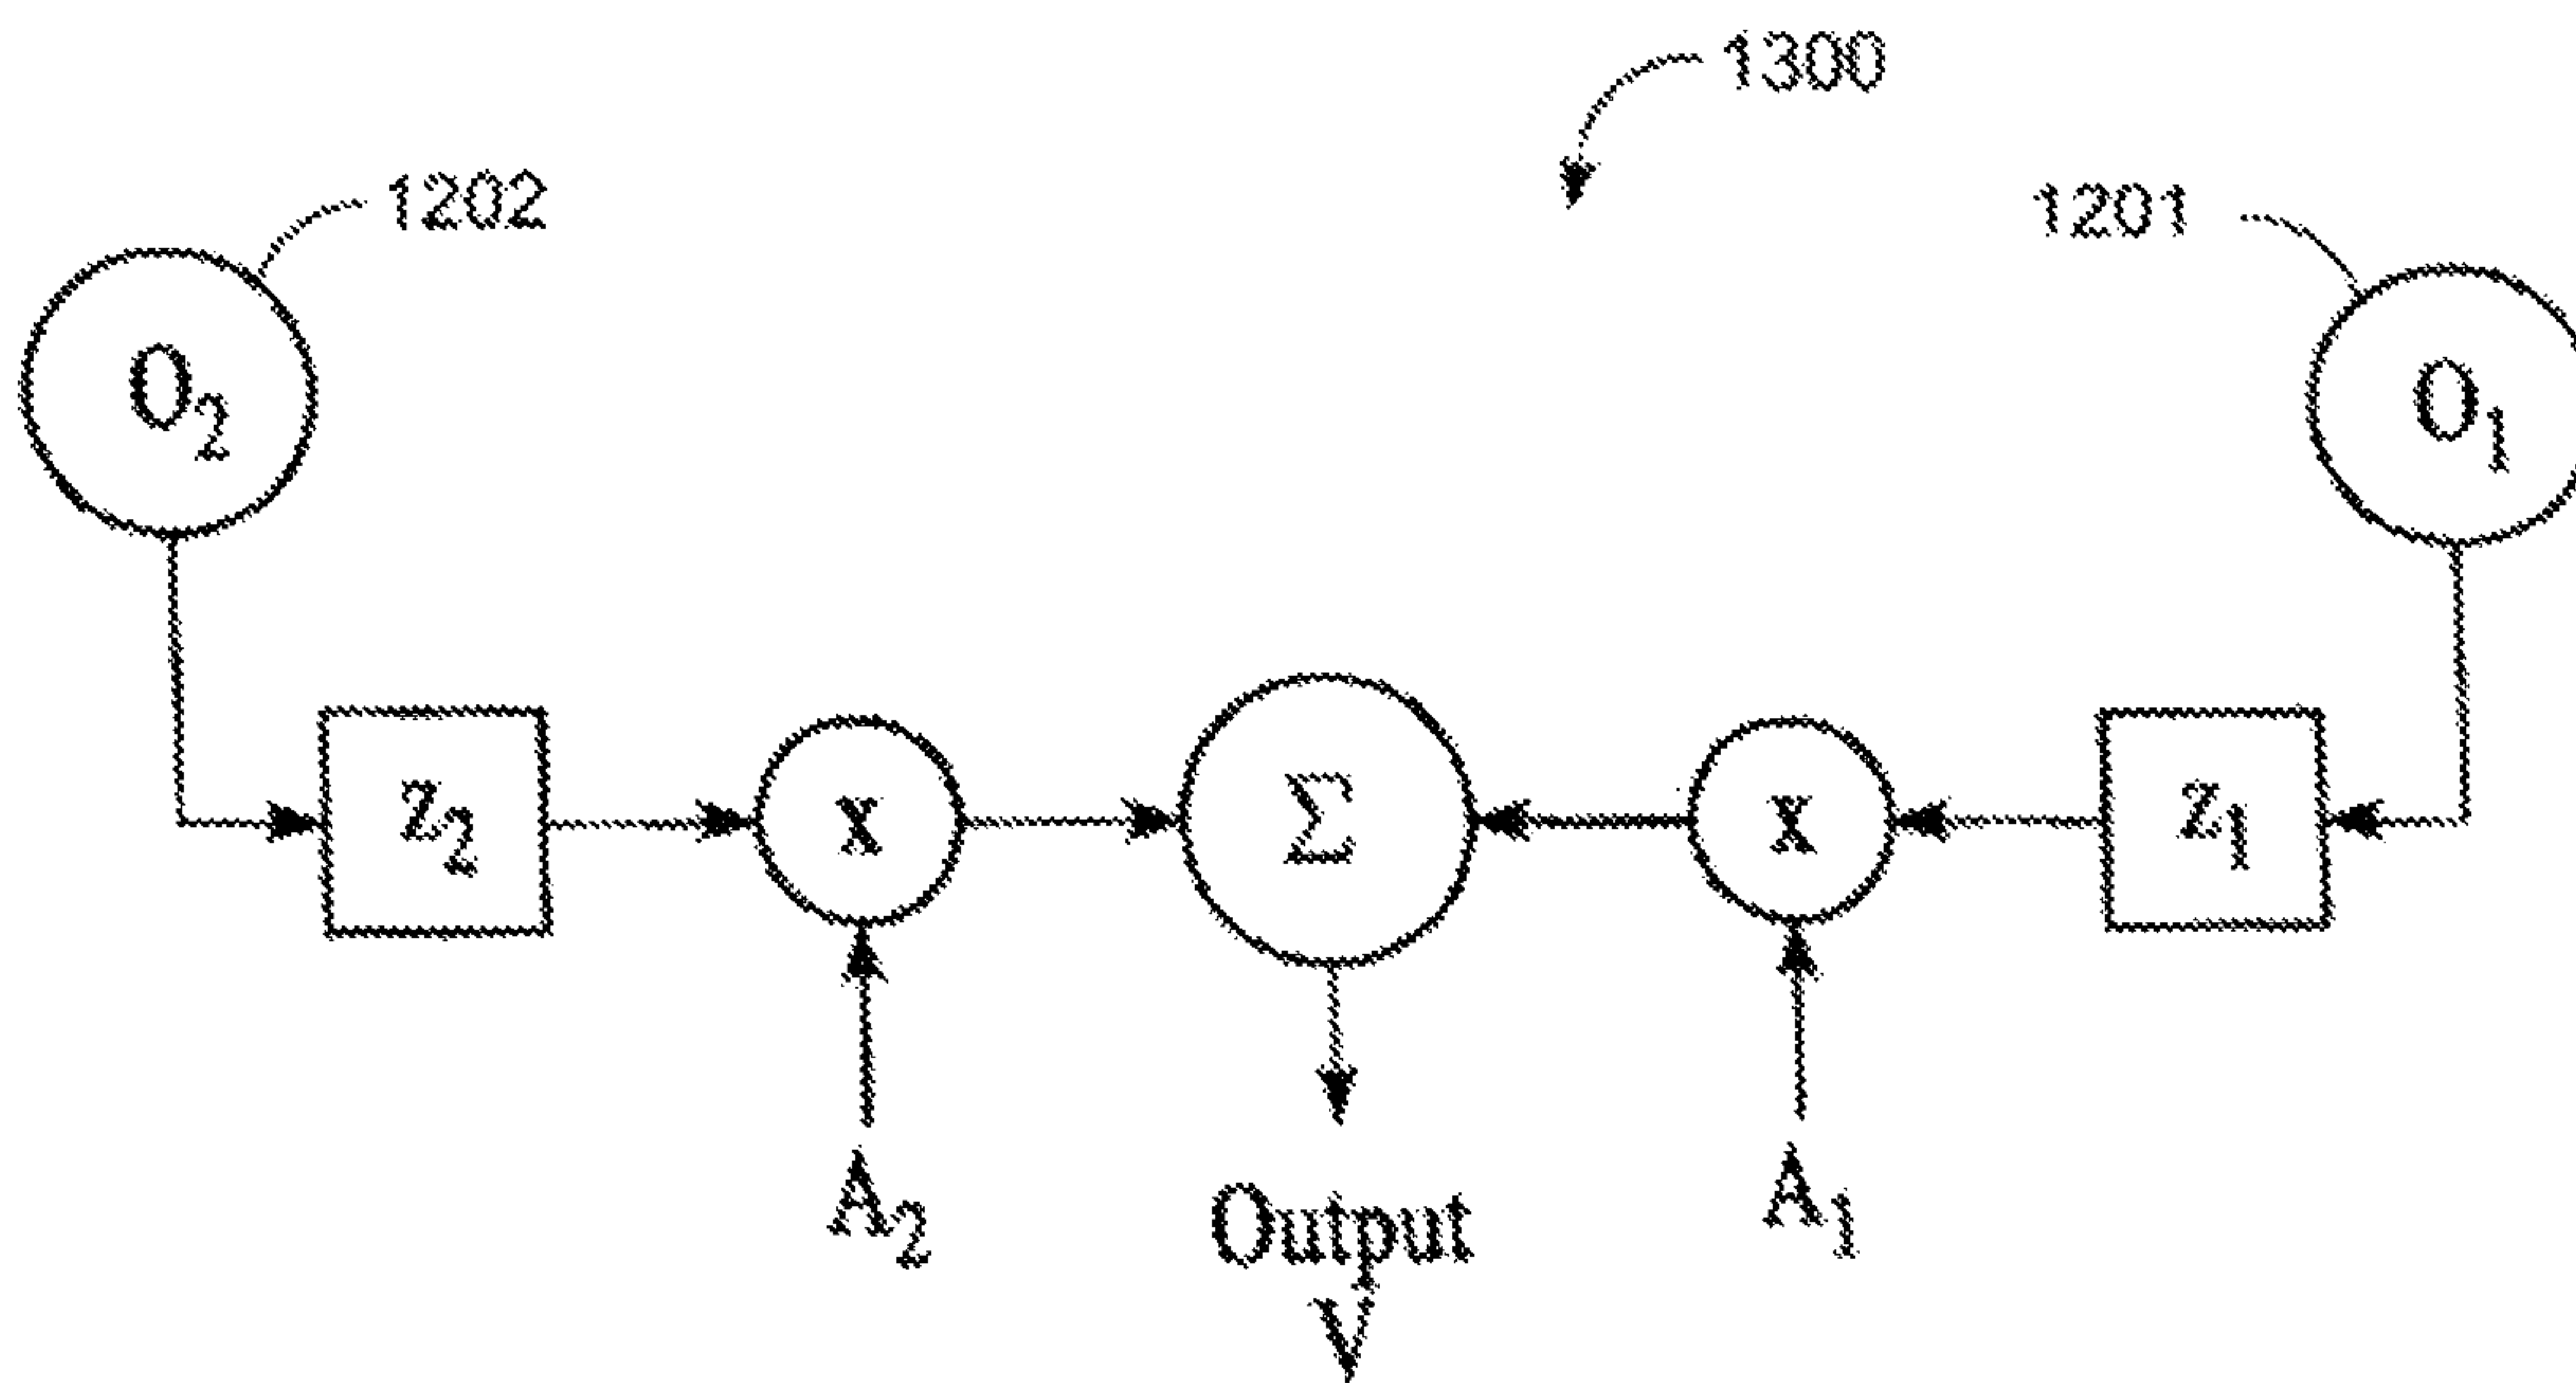 1300
1202
1201
O₂
O₁
z₂
x
Σ
x
z₁
A₂
Output
V
A₁